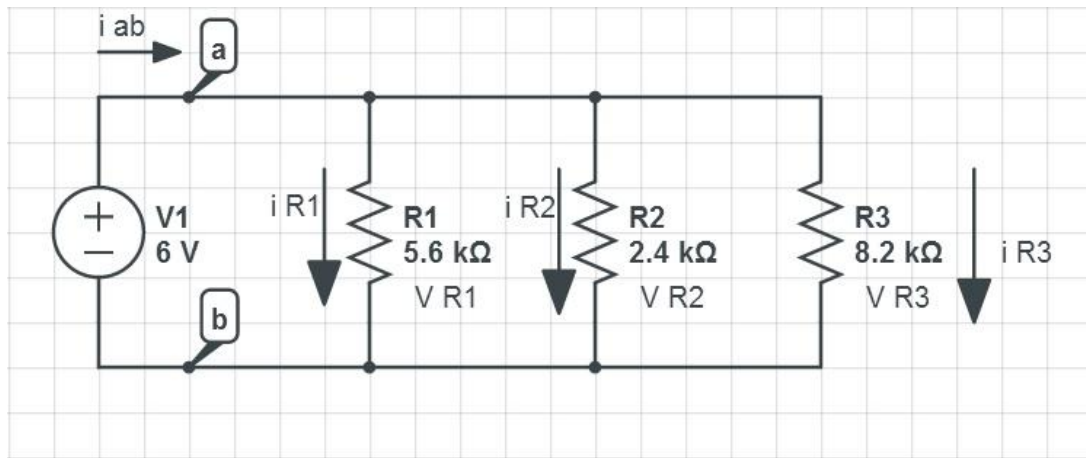 i ab
a
V1
6 V
i R1
R1
5.6 kΩ
V R1
i R2
R2
2.4 kΩ
V R2
R3
8.2 kΩ
V R3
i R3
b